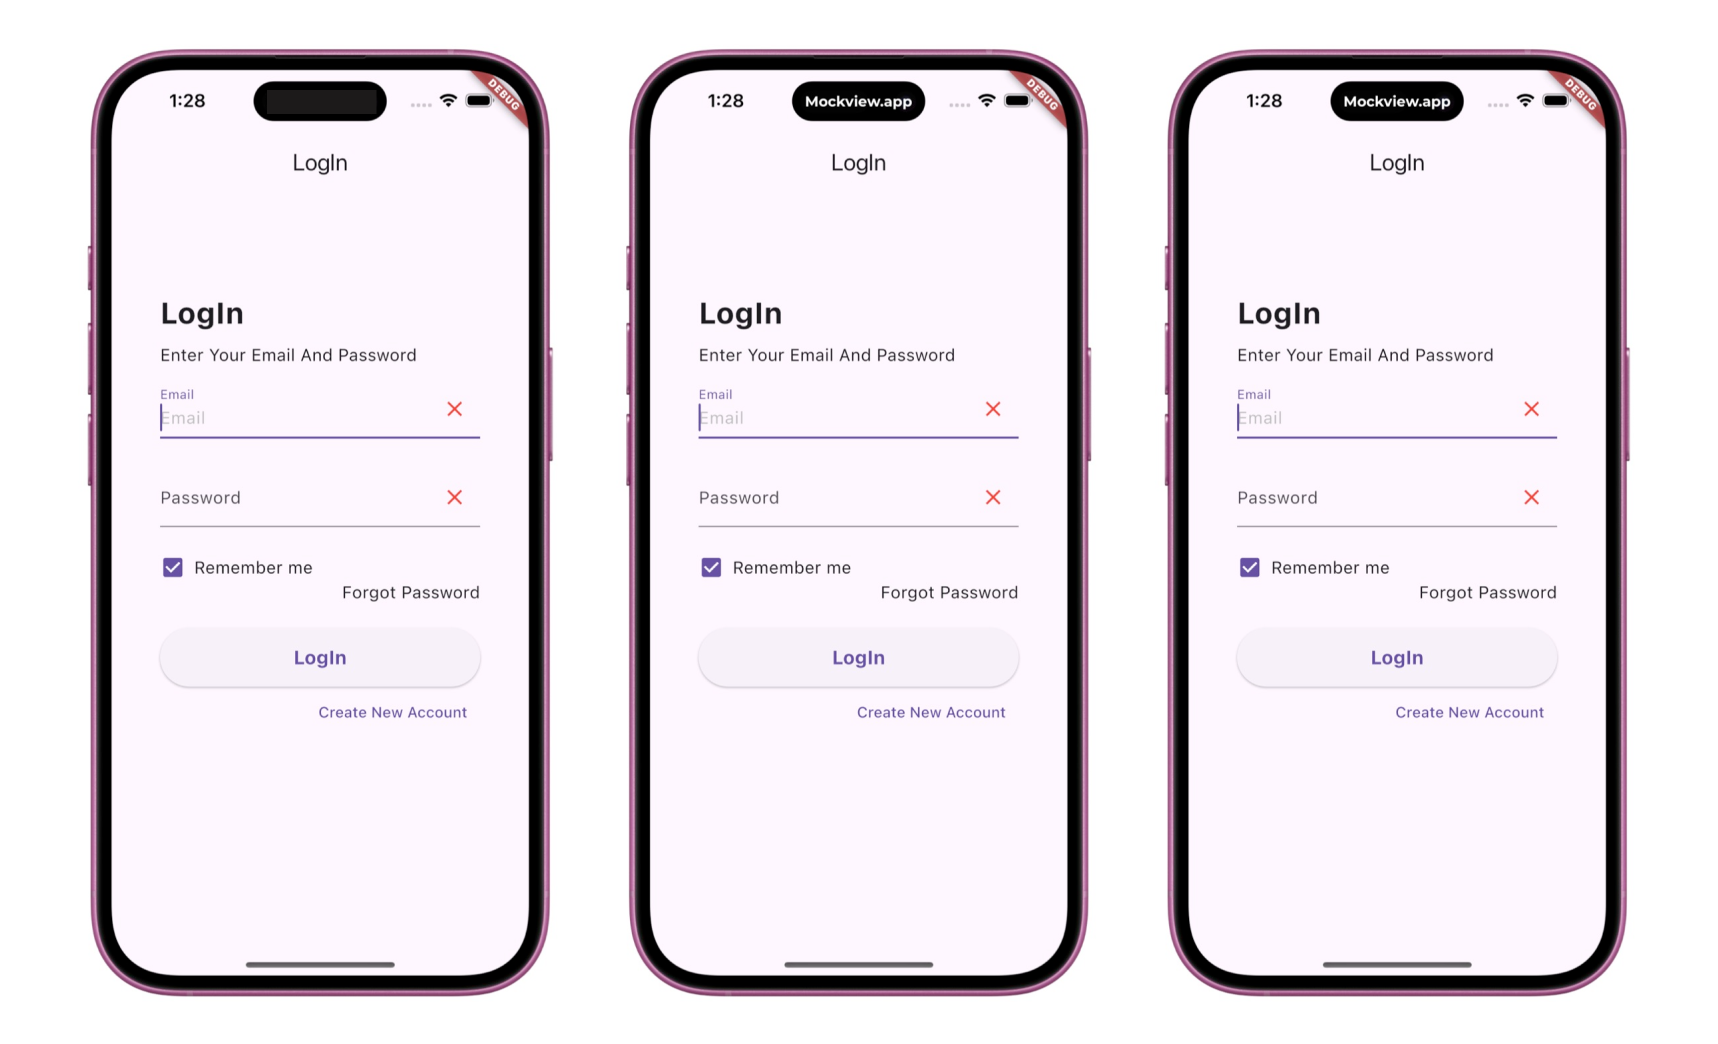 1:28
DEBUG
LogIn
LogIn
Enter Your Email And Password
Email
Email
Password
Remember me
Forgot Password
LogIn
Create New Account
1:28
Mockview.app
DEBUG
LogIn
LogIn
Enter Your Email And Password
Email
Email
Password
Remember me
Forgot Password
LogIn
Create New Account
1:28
Mockview.app
DEBUG
LogIn
LogIn
Enter Your Email And Password
Email
Email
Password
Remember me
Forgot Password
LogIn
Create New Account